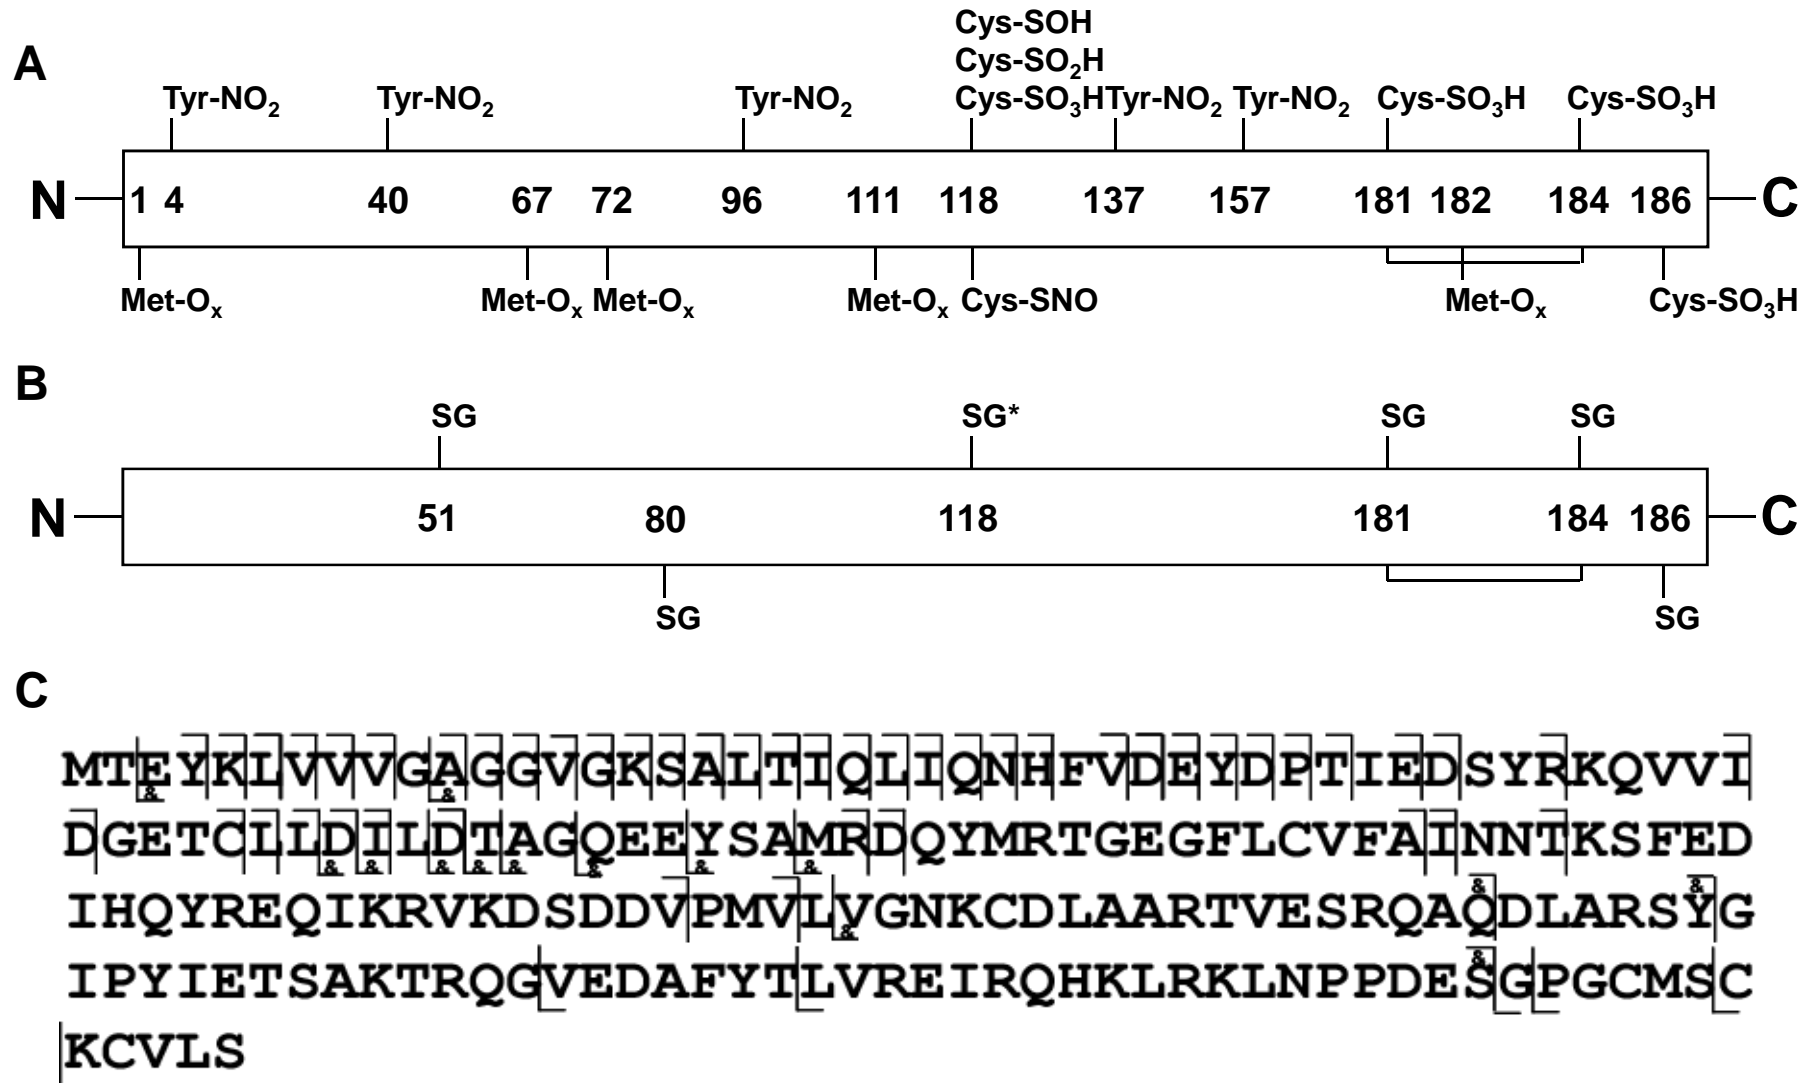 A
Cys-SOH
Cys-SO₂H
Tyr-NO₂ Tyr-NO₂ Tyr-NO₂ Cys-SO₃H Tyr-NO₂ Tyr-NO₂ Cys-SO₃H Cys-SO₃H
N 1 4 40 67 72 96 111 118 137 157 181 182 184 186 C
Met-Oₓ Met-Oₓ Met-Oₓ Met-Oₓ Cys-SNO Met-Oₓ Cys-SO₃H
B
SG SG* SG SG
N 51 80 118 181 184 186 C
SG SG
C
MTEYKLVVVGAGGVGKSALTIQLIQNHFVDEYDPTIEDSYRKQVVI
& &
DGETCLLDILDTAGQEEYSAMRDQYMRTGEGFLCVFAINNTKSFED
& & & & & & & &
& &
IHQYREQIKRVKDSDDVPMVLVGNKCDLAARTVESRQAQDLARSYG
&
&
IPYIETSAKTRQGVEDAFYTLVREIRQHKLRKLNPPDESGPGCMSC
KCVLS